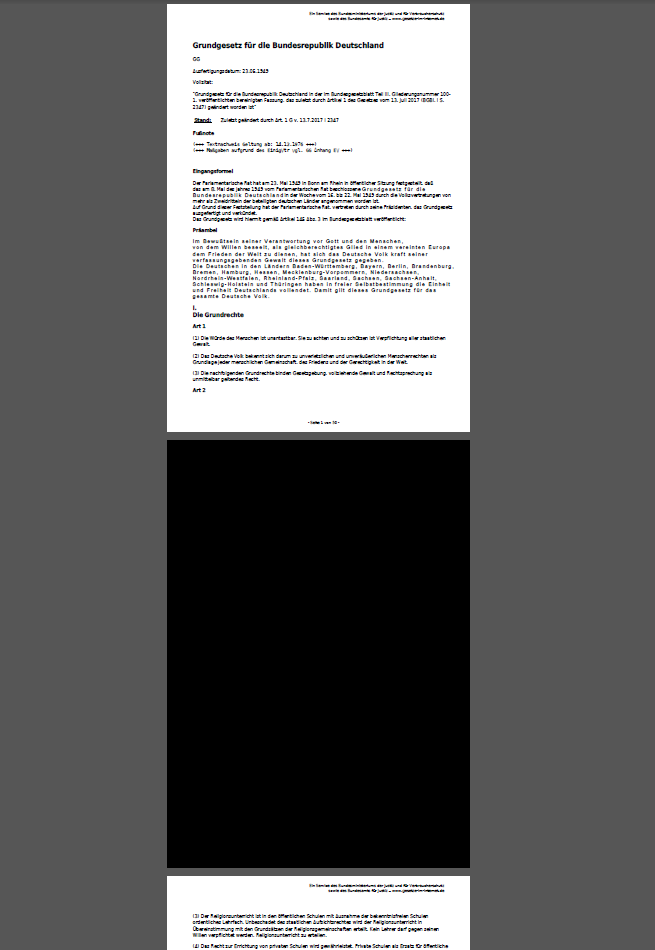 Ein Service des Bundesministeriums der Justiz und für Verbraucherschutz
sowie des Bundesamts für Justiz – www.gesetze-im-internet.de
Grundgesetz für die Bundesrepublik Deutschland
GG
Ausfertigungsdatum: 23.05.1949
Vollzitat:
"Grundgesetz für die Bundesrepublik Deutschland in der im Bundesgesetzblatt Teil III, Gliederungsnummer 100-
1, veröffentlichten bereinigten Fassung, das zuletzt durch Artikel 1 des Gesetzes vom 13. Juli 2017 (BGBl. I S.
2347) geändert worden ist"
Stand: Zuletzt geändert durch Art. 1 G v. 13.7.2017 I 2347
Fußnote
(+++ Textnachweis Geltung ab: 14.12.1976 +++)
(+++ Maßgaben aufgrund des EinigVtr vgl. GG Anhang EV +++)
Eingangsformel
Der Parlamentarische Rat hat am 23. Mai 1949 in Bonn am Rhein in öffentlicher Sitzung festgestellt, daß
das am 8. Mai des Jahres 1949 vom Parlamentarischen Rat beschlossene Grundgesetz für die
Bundesrepublik Deutschland in der Woche vom 16. bis 22. Mai 1949 durch die Volksvertretungen von
mehr als Zweidritteln der beteiligten deutschen Länder angenommen worden ist.
Auf Grund dieser Feststellung hat der Parlamentarische Rat, vertreten durch seine Präsidenten, das Grundgesetz
ausgefertigt und verkündet.
Das Grundgesetz wird hiermit gemäß Artikel 145 Abs. 3 im Bundesgesetzblatt veröffentlicht:
Präambel
Im Bewußtsein seiner Verantwortung vor Gott und den Menschen,
von dem Willen beseelt, als gleichberechtigtes Glied in einem vereinten Europa
dem Frieden der Welt zu dienen, hat sich das Deutsche Volk kraft seiner
verfassungsgebenden Gewalt dieses Grundgesetz gegeben.
Die Deutschen in den Ländern Baden-Württemberg, Bayern, Berlin, Brandenburg,
Bremen, Hamburg, Hessen, Mecklenburg-Vorpommern, Niedersachsen,
Nordrhein-Westfalen, Rheinland-Pfalz, Saarland, Sachsen, Sachsen-Anhalt,
Schleswig-Holstein und Thüringen haben in freier Selbstbestimmung die Einheit
und Freiheit Deutschlands vollendet. Damit gilt dieses Grundgesetz für das
gesamte Deutsche Volk.
I.
Die Grundrechte
Art 1
(1) Die Würde des Menschen ist unantastbar. Sie zu achten und zu schützen ist Verpflichtung aller staatlichen
Gewalt.
(2) Das Deutsche Volk bekennt sich darum zu unverletzlichen und unveräußerlichen Menschenrechten als
Grundlage jeder menschlichen Gemeinschaft, des Friedens und der Gerechtigkeit in der Welt.
(3) Die nachfolgenden Grundrechte binden Gesetzgebung, vollziehende Gewalt und Rechtsprechung als
unmittelbar geltendes Recht.
Art 2
- Seite 1 von
Ein Service des Bundesministeriums der Justiz und für Verbraucherschutz
sowie des Bundesamts für Justiz – www.gesetze-im-internet.de
(3) Der Religionsunterricht ist in den öffentlichen Schulen mit Ausnahme der bekenntnisfreien Schulen
ordentliches Lehrfach. Unbeschadet des staatlichen Aufsichtsrechtes wird der Religionsunterricht in
Übereinstimmung mit den Grundsätzen der Religionsgemeinschaften erteilt. Kein Lehrer darf gegen seinen
Willen verpflichtet werden, Religionsunterricht zu erteilen.
(4) Das Recht zur Errichtung von privaten Schulen wird gewährleistet. Private Schulen als Ersatz für öffentliche